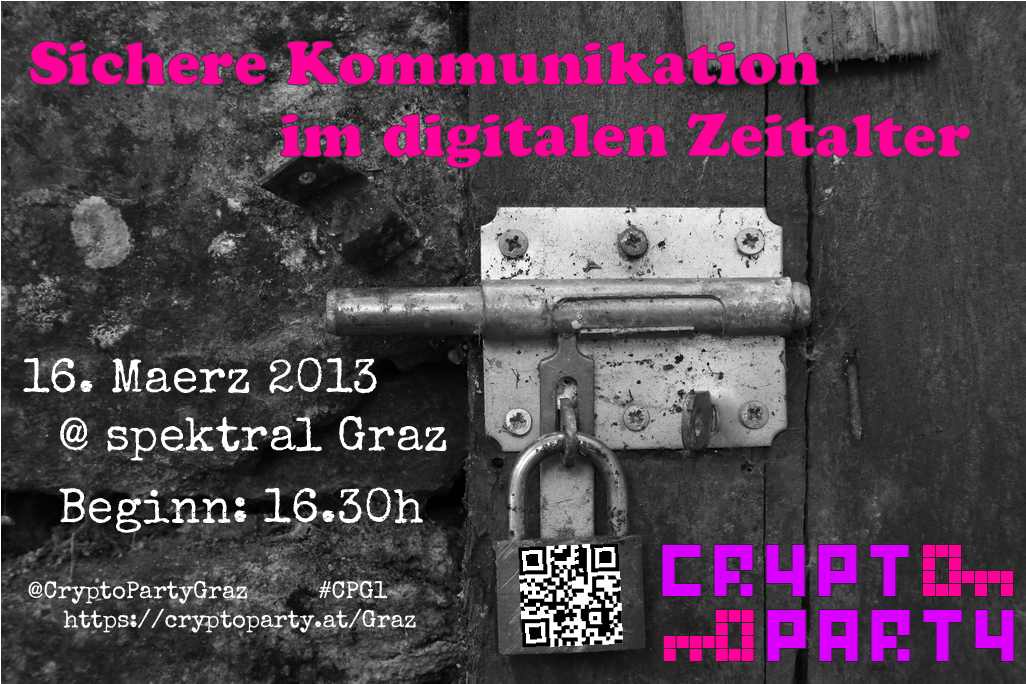 Sichere Kommunikation
im digitalen Zeitalter
16. Maerz 2013
@ spektral Graz
Beginn: 16.30h
@CryptoPartyGraz #CPG1
https://cryptoparty.at/Graz
CRYPTO
PARTY